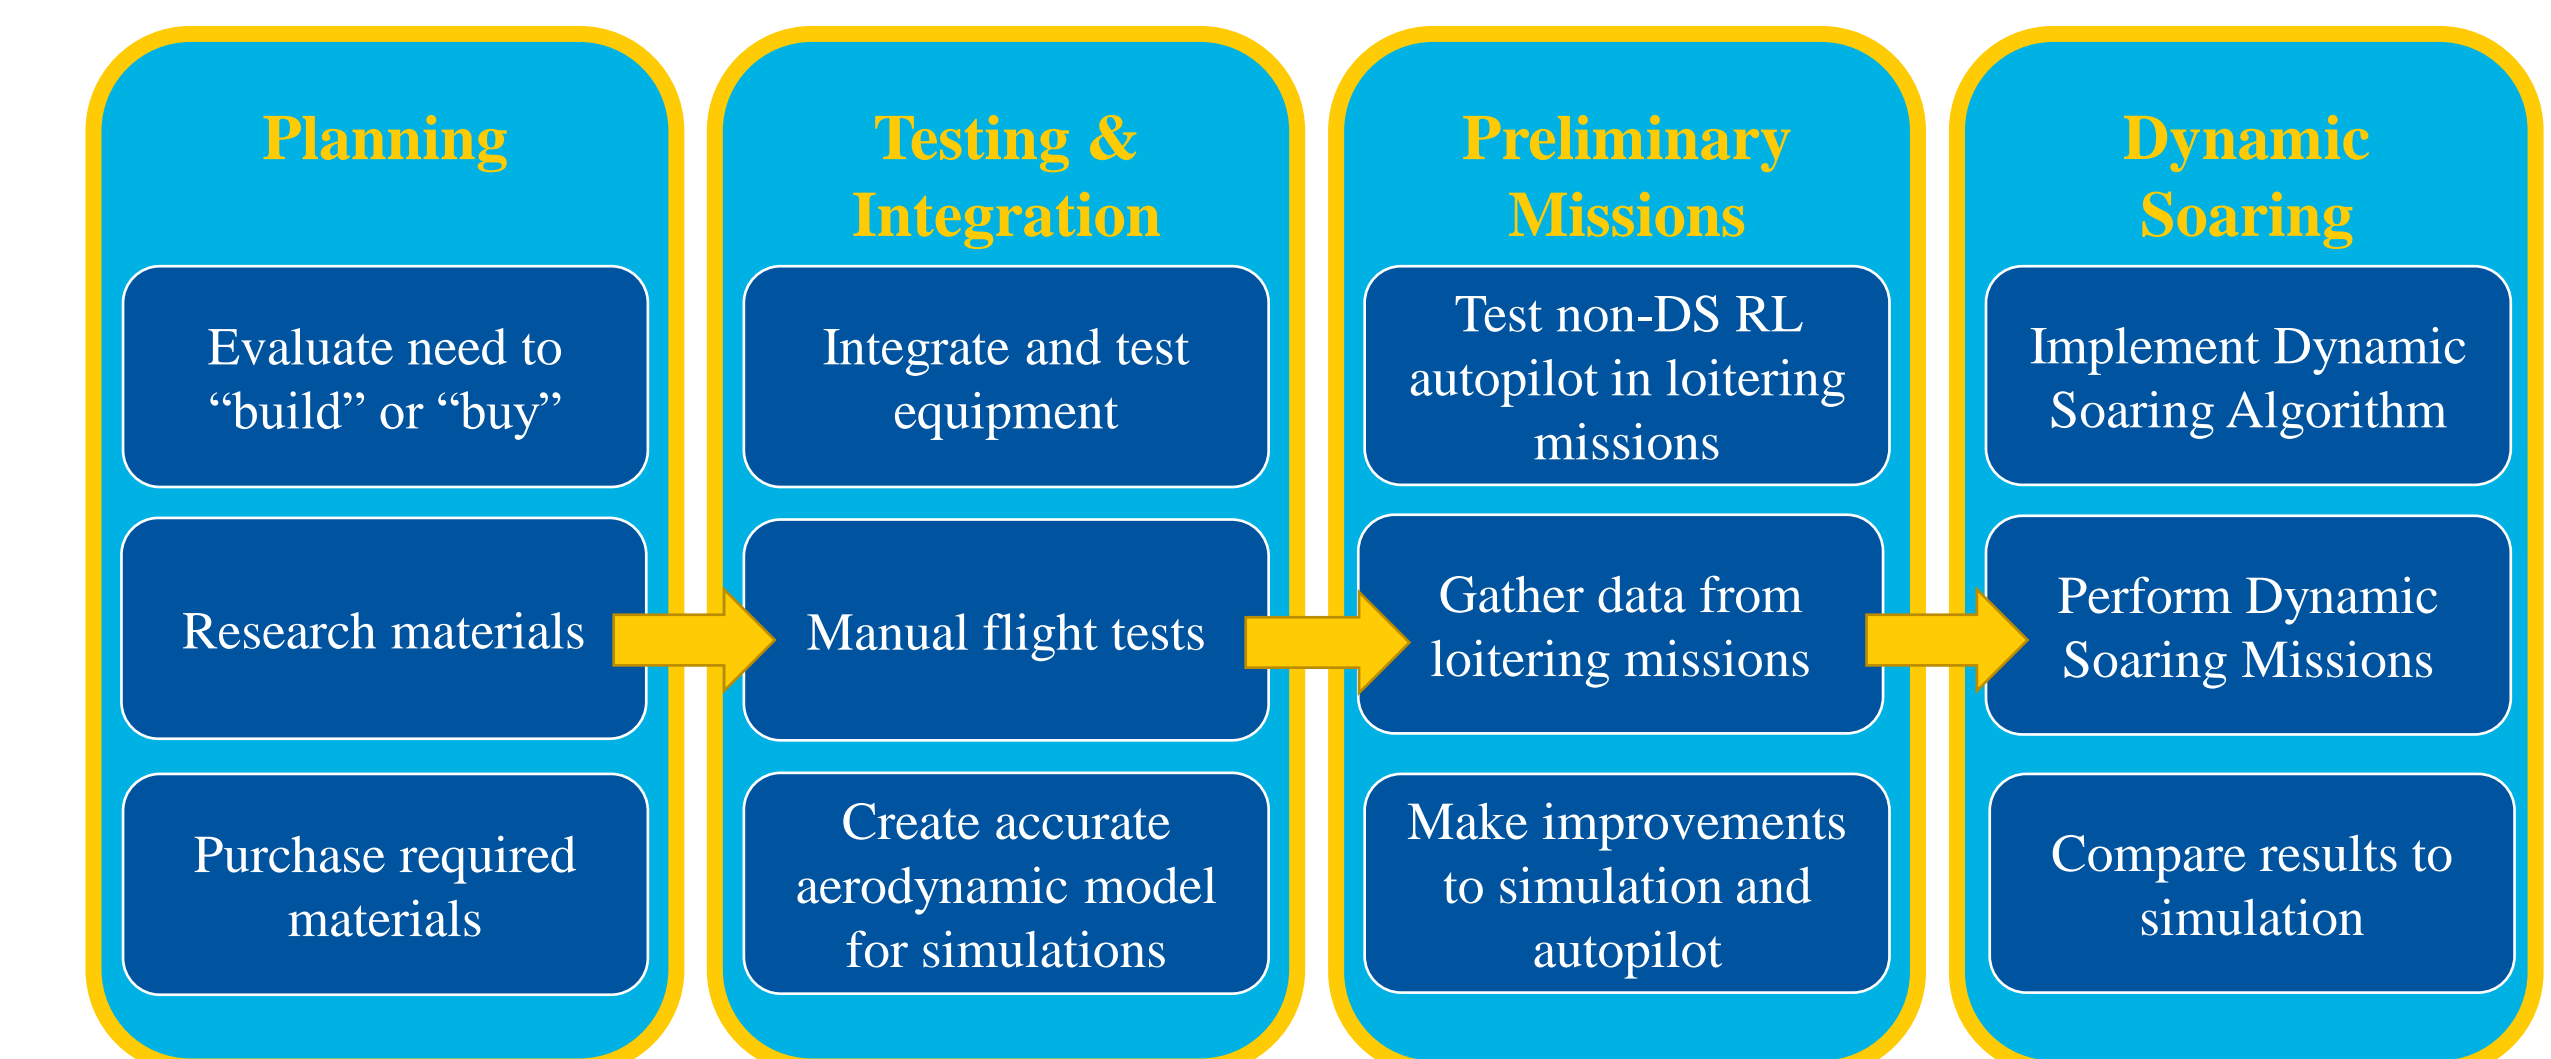 Planning
Evaluate need to
“build” or “buy”
Research materials
Purchase required
materials
Testing &
Integration
Integrate and test
equipment
Manual flight tests
Create accurate
aerodynamic model
for simulations
Preliminary
Missions
Test non-DS RL
autopilot in loitering
missions
Gather data from
loitering missions
Make improvements
to simulation and
autopilot
Dynamic
Soaring
Implement Dynamic
Soaring Algorithm
Perform Dynamic
Soaring Missions
Compare results to
simulation